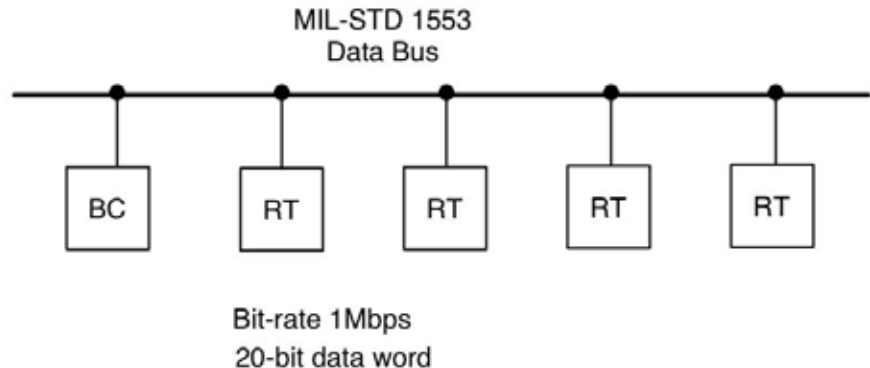 MIL-STD 1553
Data Bus
BC
RT
RT
RT
RT
Bit-rate 1Mbps
20-bit data word